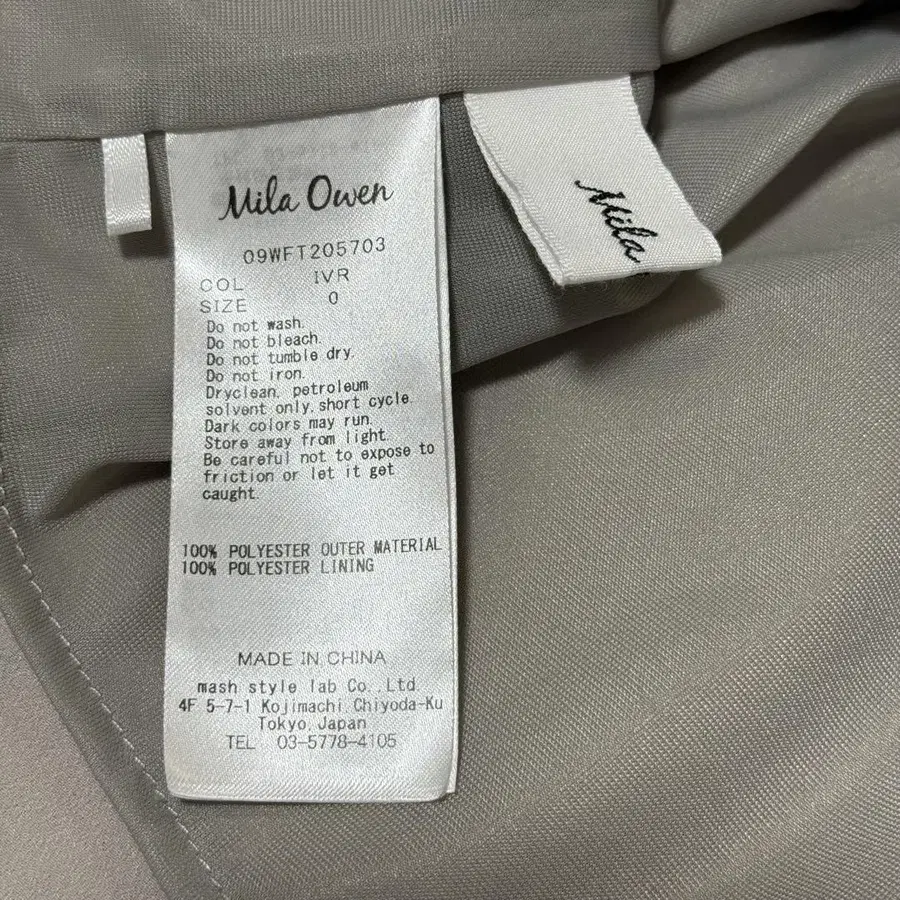 Mila Owen
Mila
09WFT205703
COL IVR
SIZE 0
Do not wash.
Do not bleach.
Do not tumble dry.
Do not iron.
Dryclean, petroleum
solvent only, short cycle.
Dark colors may run.
Store away from light.
Be careful not to expose to
friction or let it get
caught.
100% POLYESTER OUTER MATERIAL
100% POLYESTER LINING
MADE IN CHINA
mash style lab Co.,Ltd.
4F 5-7-1 Kojimachi,Chiyoda-Ku
Tokyo,Japan
TEL 03-5778-4105